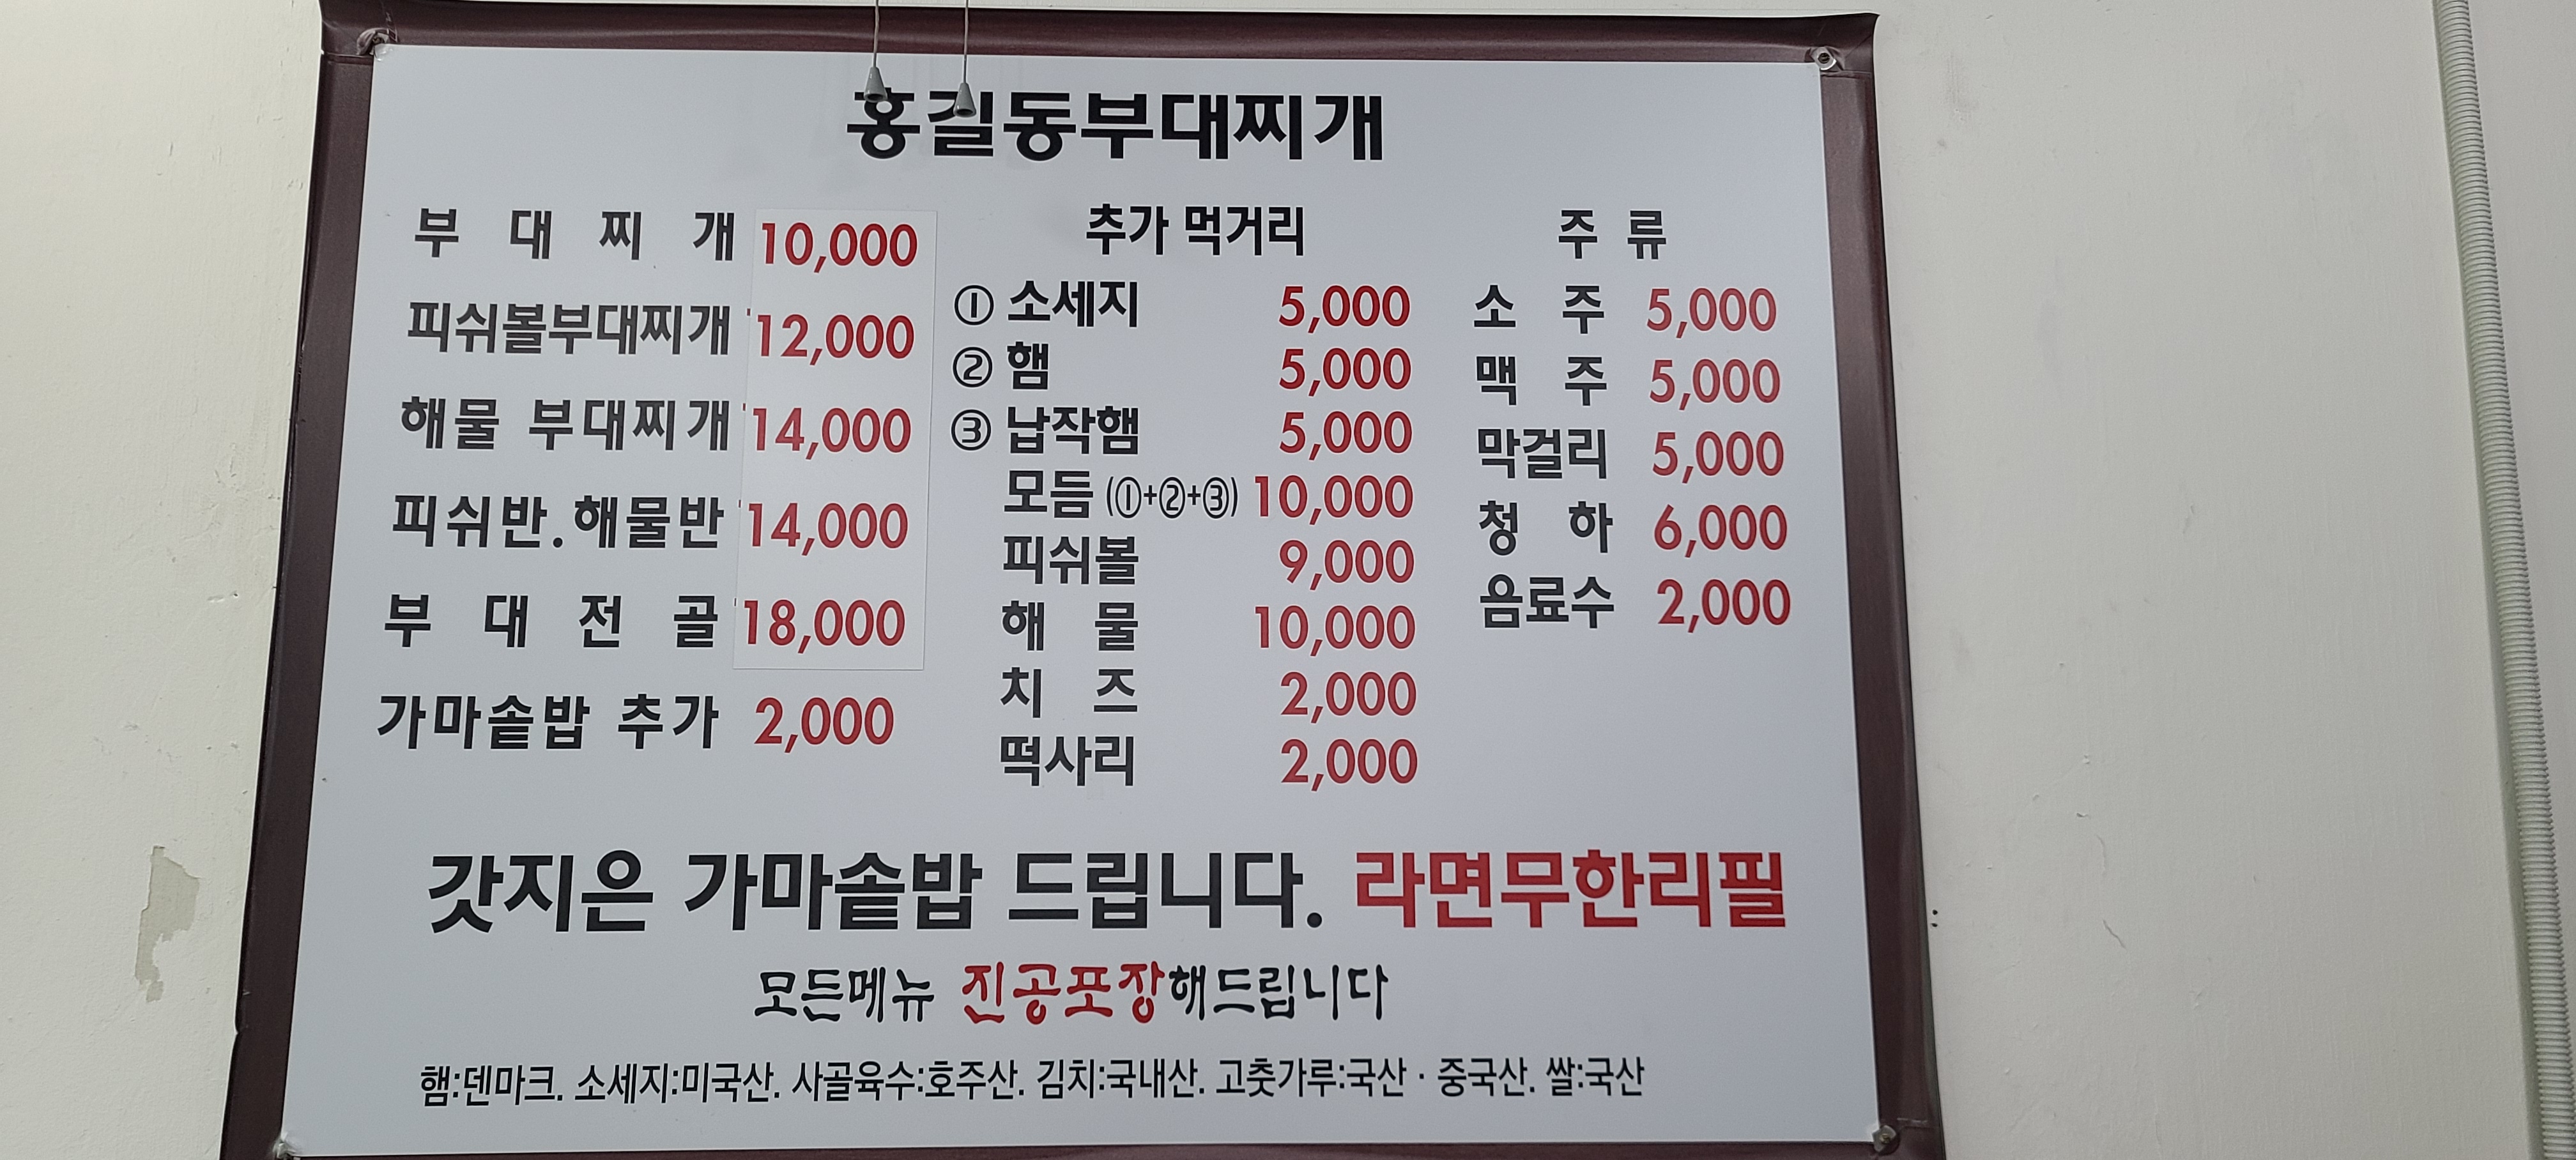 홍길동부대찌개
부 대 찌 개 10,000
피쉬볼부대찌개 12,000
해물 부대찌개 14,000
피쉬반.해물반 14,000
부 대 전 골 18,000
가마솥밥 추가 2,000
추가 먹거리
① 소세지 5,000
② 햄 5,000
③ 납작햄 5,000
모듬 (①+②+③) 10,000
피쉬볼 9,000
해 물 10,000
치 즈 2,000
떡사리 2,000
주 류
소 주 5,000
맥 주 5,000
막걸리 5,000
청 하 6,000
음료수 2,000
갓지은 가마솥밥 드립니다. 라면무한리필
모든메뉴 진공포장해드립니다
햄:덴마크. 소세지:미국산. 사골육수:호주산. 김치:국내산. 고춧가루:국산 · 중국산. 쌀:국산